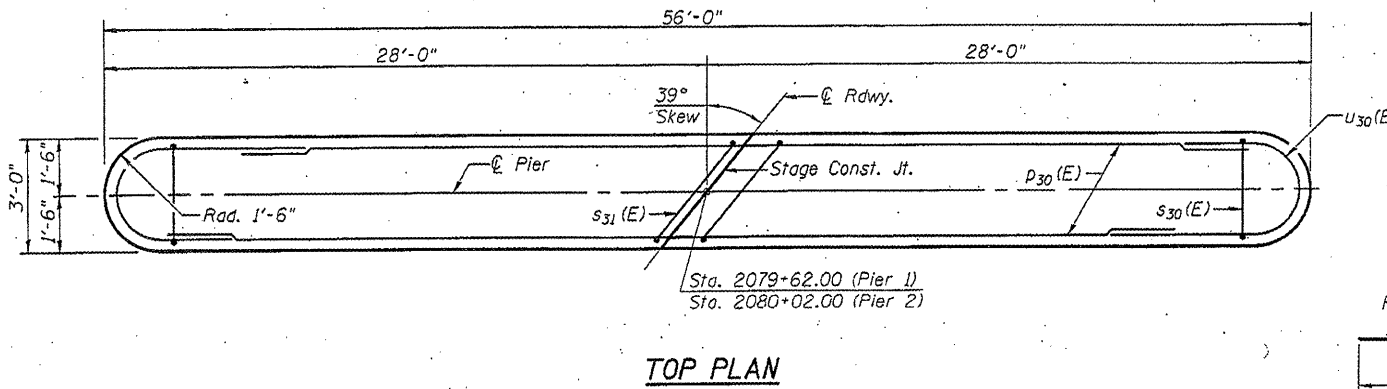 56'-0"
28'-0"
28'-0"
39°
Skew
℄ Rdwy.
u30(E
3'-0"
1'-6"
1'-6"
℄ Pier
Stage Const. Jt.
p30(E)
Rad. 1'-6"
s31(E)
s30(E)
Sta. 2079+62.00 (Pier 1)
Sta. 2080+02.00 (Pier 2)
TOP PLAN